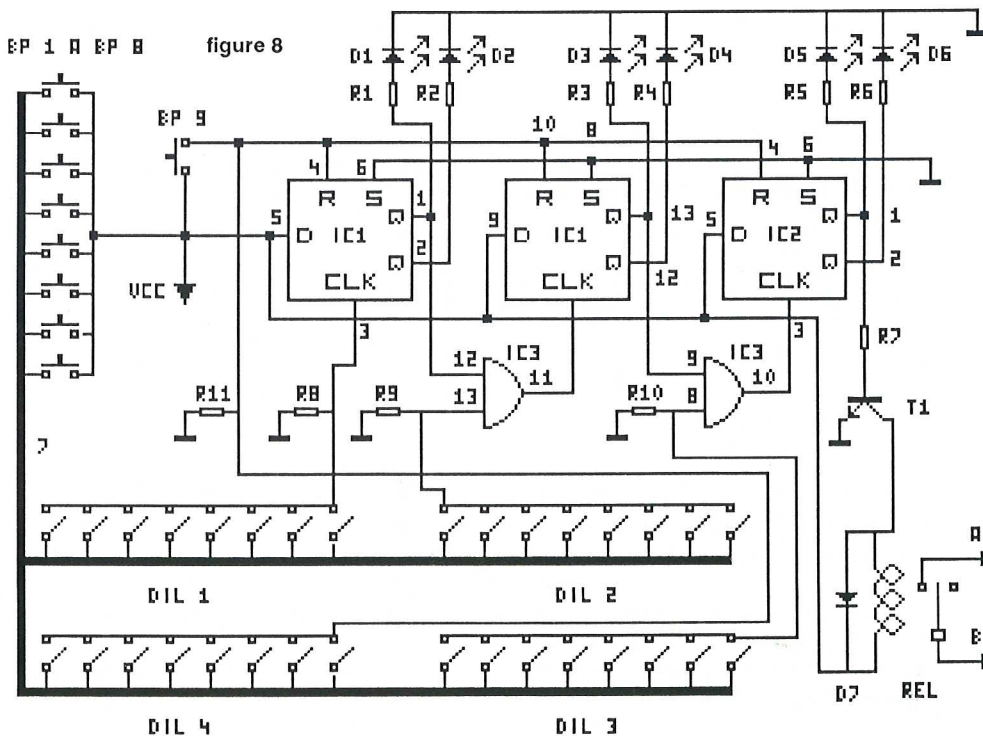 BP 1 A BP 8
figure 8
D1
D2
D3
D4
D5
D6
R1
R2
R3
R4
R5
R6
BP 9
10
8
6
4
6
4
R S
R S
R S
5
D IC1
Q
1
Q
2
CLK
3
9
D IC1
Q
13
Q
12
CLK
5
D IC2
Q
1
Q
2
CLK
3
VCC
12
13
IC3
11
9
8
IC3
10
R7
R11
R8
R9
R10
T1
7
DIL 1
DIL 2
A
B
D7
REL
DIL 4
DIL 3